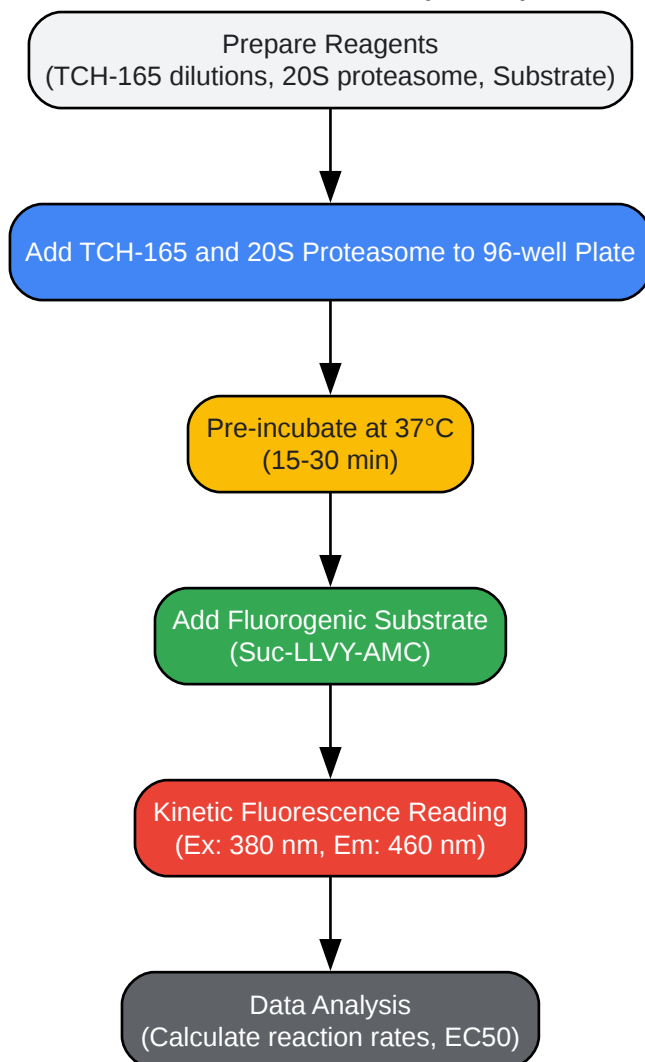 Prepare Reagents
(TCH-165 dilutions, 20S proteasome, Substrate)
Add TCH-165 and 20S Proteasome to 96-well Plate
Pre-incubate at 37°C
(15-30 min)
Add Fluorogenic Substrate
(Suc-LLVY-AMC)
Kinetic Fluorescence Reading
(Ex: 380 nm, Em: 460 nm)
Data Analysis
(Calculate reaction rates, EC50)